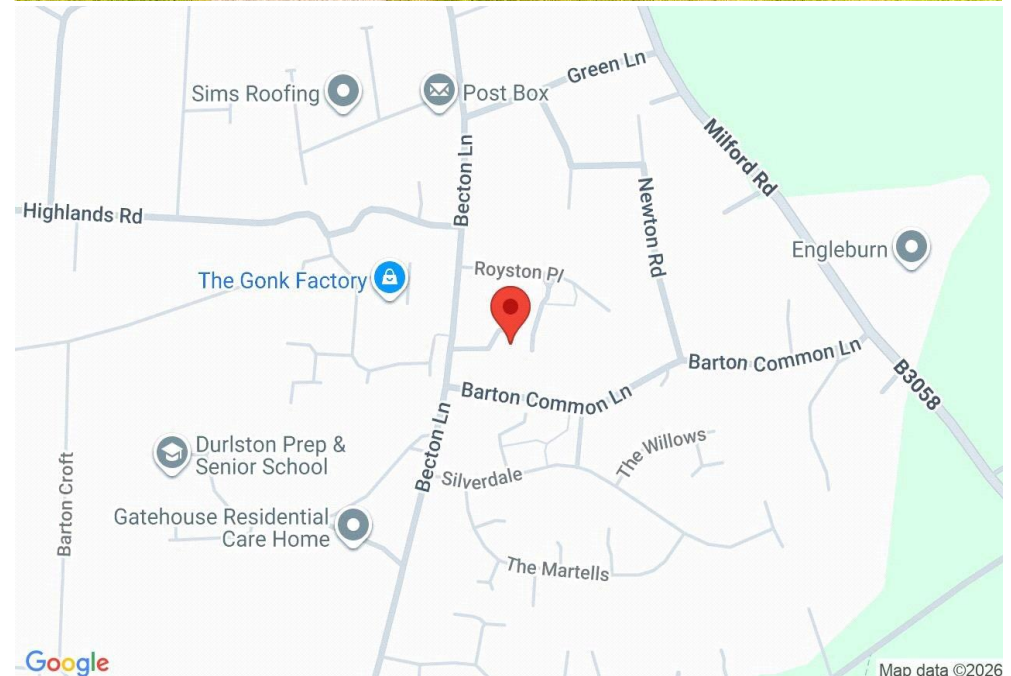 Green Ln
Sims Roofing
Post Box
Milford Rd
Becton Ln
Newton Rd
Highlands Rd
Engleburn
Royston Pl
The Gonk Factory
Barton Common Ln
B3058
Barton Common Ln
Becton Ln
The Willows
Durlston Prep &
Senior School
Silverdale
Barton Croft
Gatehouse Residential
Care Home
The Martells
Google
Map data ©2026